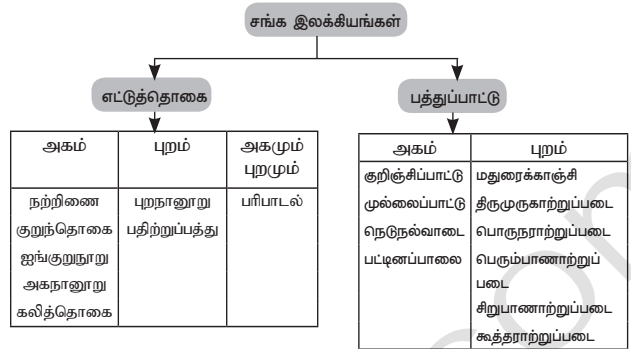 சங்க இலக்கியங்கள்
எட்டுத்தொகை
பத்துப்பாட்டு
அகம்
புறம்
அகமும்
புறமும்
நற்றிணை
குறுந்தொகை
ஐங்குறுநூறு
அகநானூறு
கலித்தொகை
புறநானூறு
பதிற்றுப்பத்து
பரிபாடல்
அகம்
புறம்
குறிஞ்சிப்பாட்டு
முல்லைப்பாட்டு
நெடுநல்வாடை
பட்டினப்பாலை
மதுரைக்காஞ்சி
திருமுருகாற்றுப்படை
பொருநராற்றுப்படை
பெரும்பாணாற்றுப்
படை
சிறுபாணாற்றுப்படை
கூத்தராற்றுப்படை